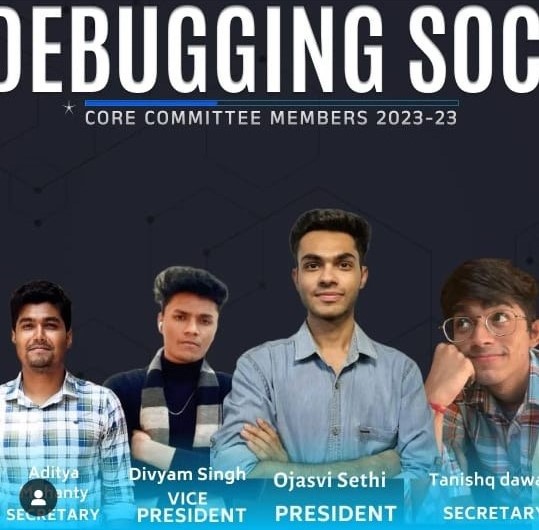 DEBUGGING SOC
CORE COMMITTEE MEMBERS 2023-23
Aditya
SECRETARY
Divyam Singh
VICE
PRESIDENT
Ojasvi Sethi
PRESIDENT
Tanishq dawa
SECRETARY